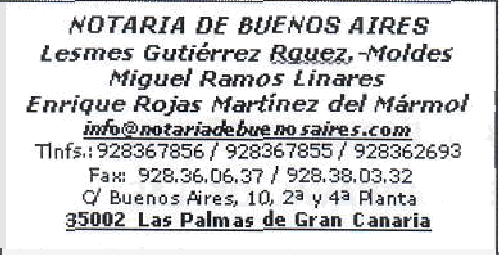 NOTARIA DE BUENOS AIRES
Lesmes Gutiérrez Rguez.-Moldes
Miguel Ramos Linares
Enrique Rojas Martínez del Mármol
info@notariadebuenosaires.com
Tlnfs.: 928367856 / 928367855 / 928362693
Fax: 928.36.06.37 / 928.38.03.32
C/ Buenos Aires, 10, 2ª y 4ª Planta
35002 Las Palmas de Gran Canaria